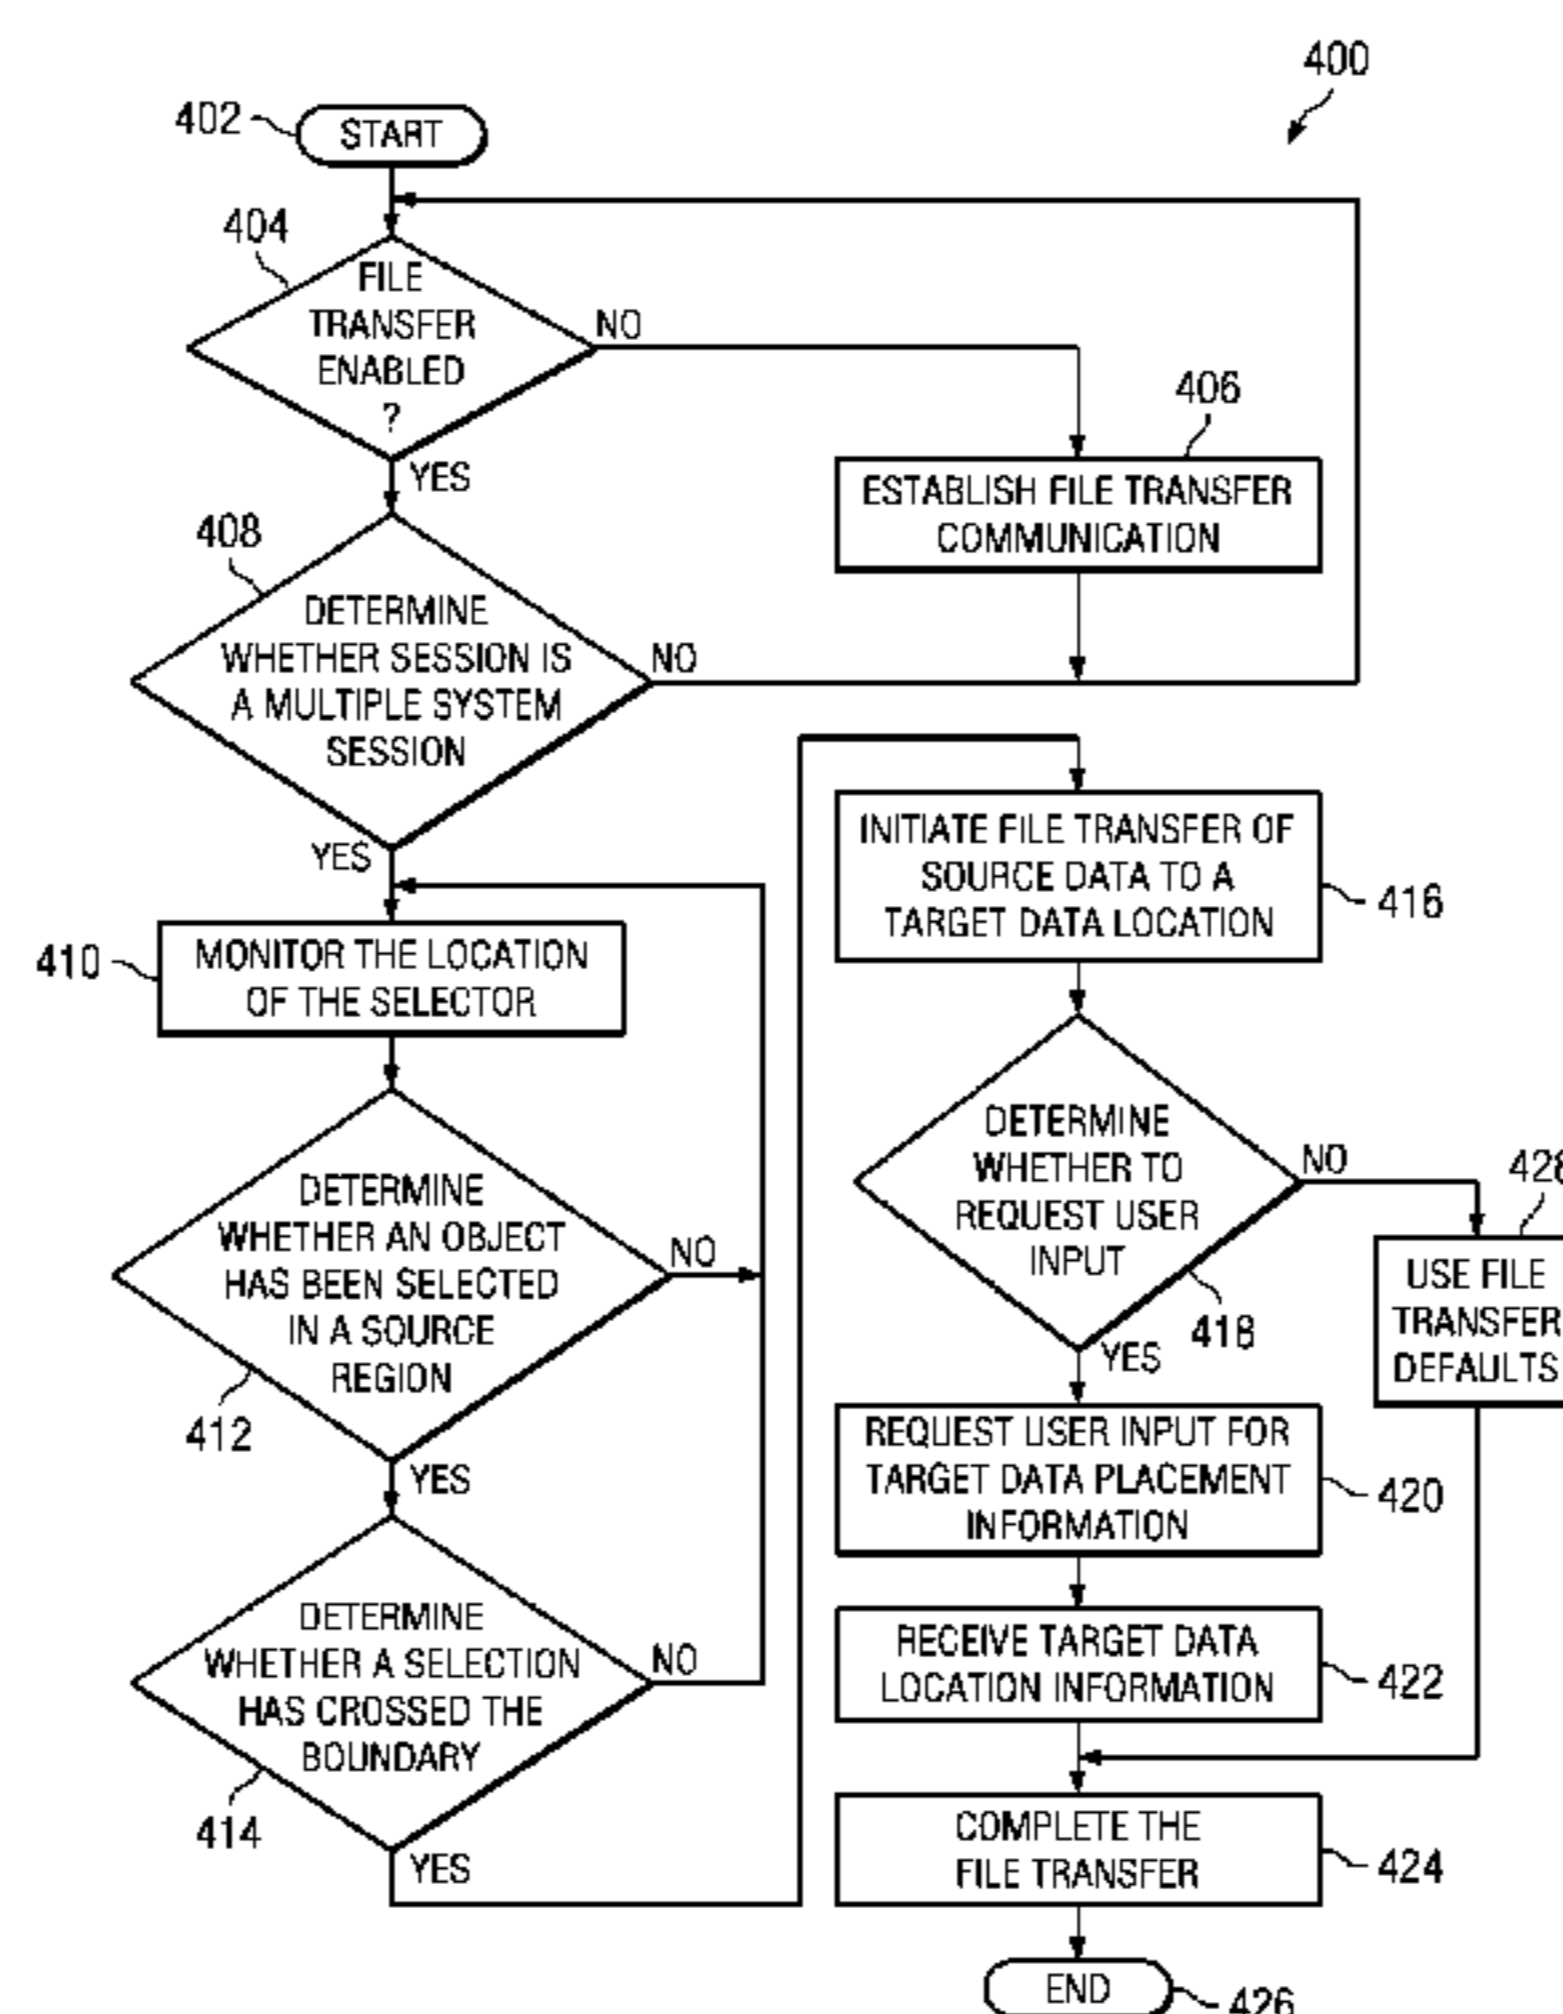 400
402
START
404
FILE
TRANSFER
ENABLED
?
NO
YES
406
ESTABLISH FILE TRANSFER
COMMUNICATION
408
DETERMINE
WHETHER SESSION IS
A MULTIPLE SYSTEM
SESSION
NO
YES
410
MONITOR THE LOCATION
OF THE SELECTOR
DETERMINE
WHETHER AN OBJECT
HAS BEEN SELECTED
IN A SOURCE
REGION
NO
412
YES
DETERMINE
WHETHER A SELECTION
HAS CROSSED THE
BOUNDARY
NO
414
YES
INITIATE FILE TRANSFER OF
SOURCE DATA TO A
TARGET DATA LOCATION
416
DETERMINE
WHETHER TO
REQUEST USER
INPUT
NO
418
YES
428
USE FILE
TRANSFER
DEFAULTS
REQUEST USER INPUT FOR
TARGET DATA PLACEMENT
INFORMATION
420
RECEIVE TARGET DATA
LOCATION INFORMATION
422
COMPLETE THE
FILE TRANSFER
424
END
426